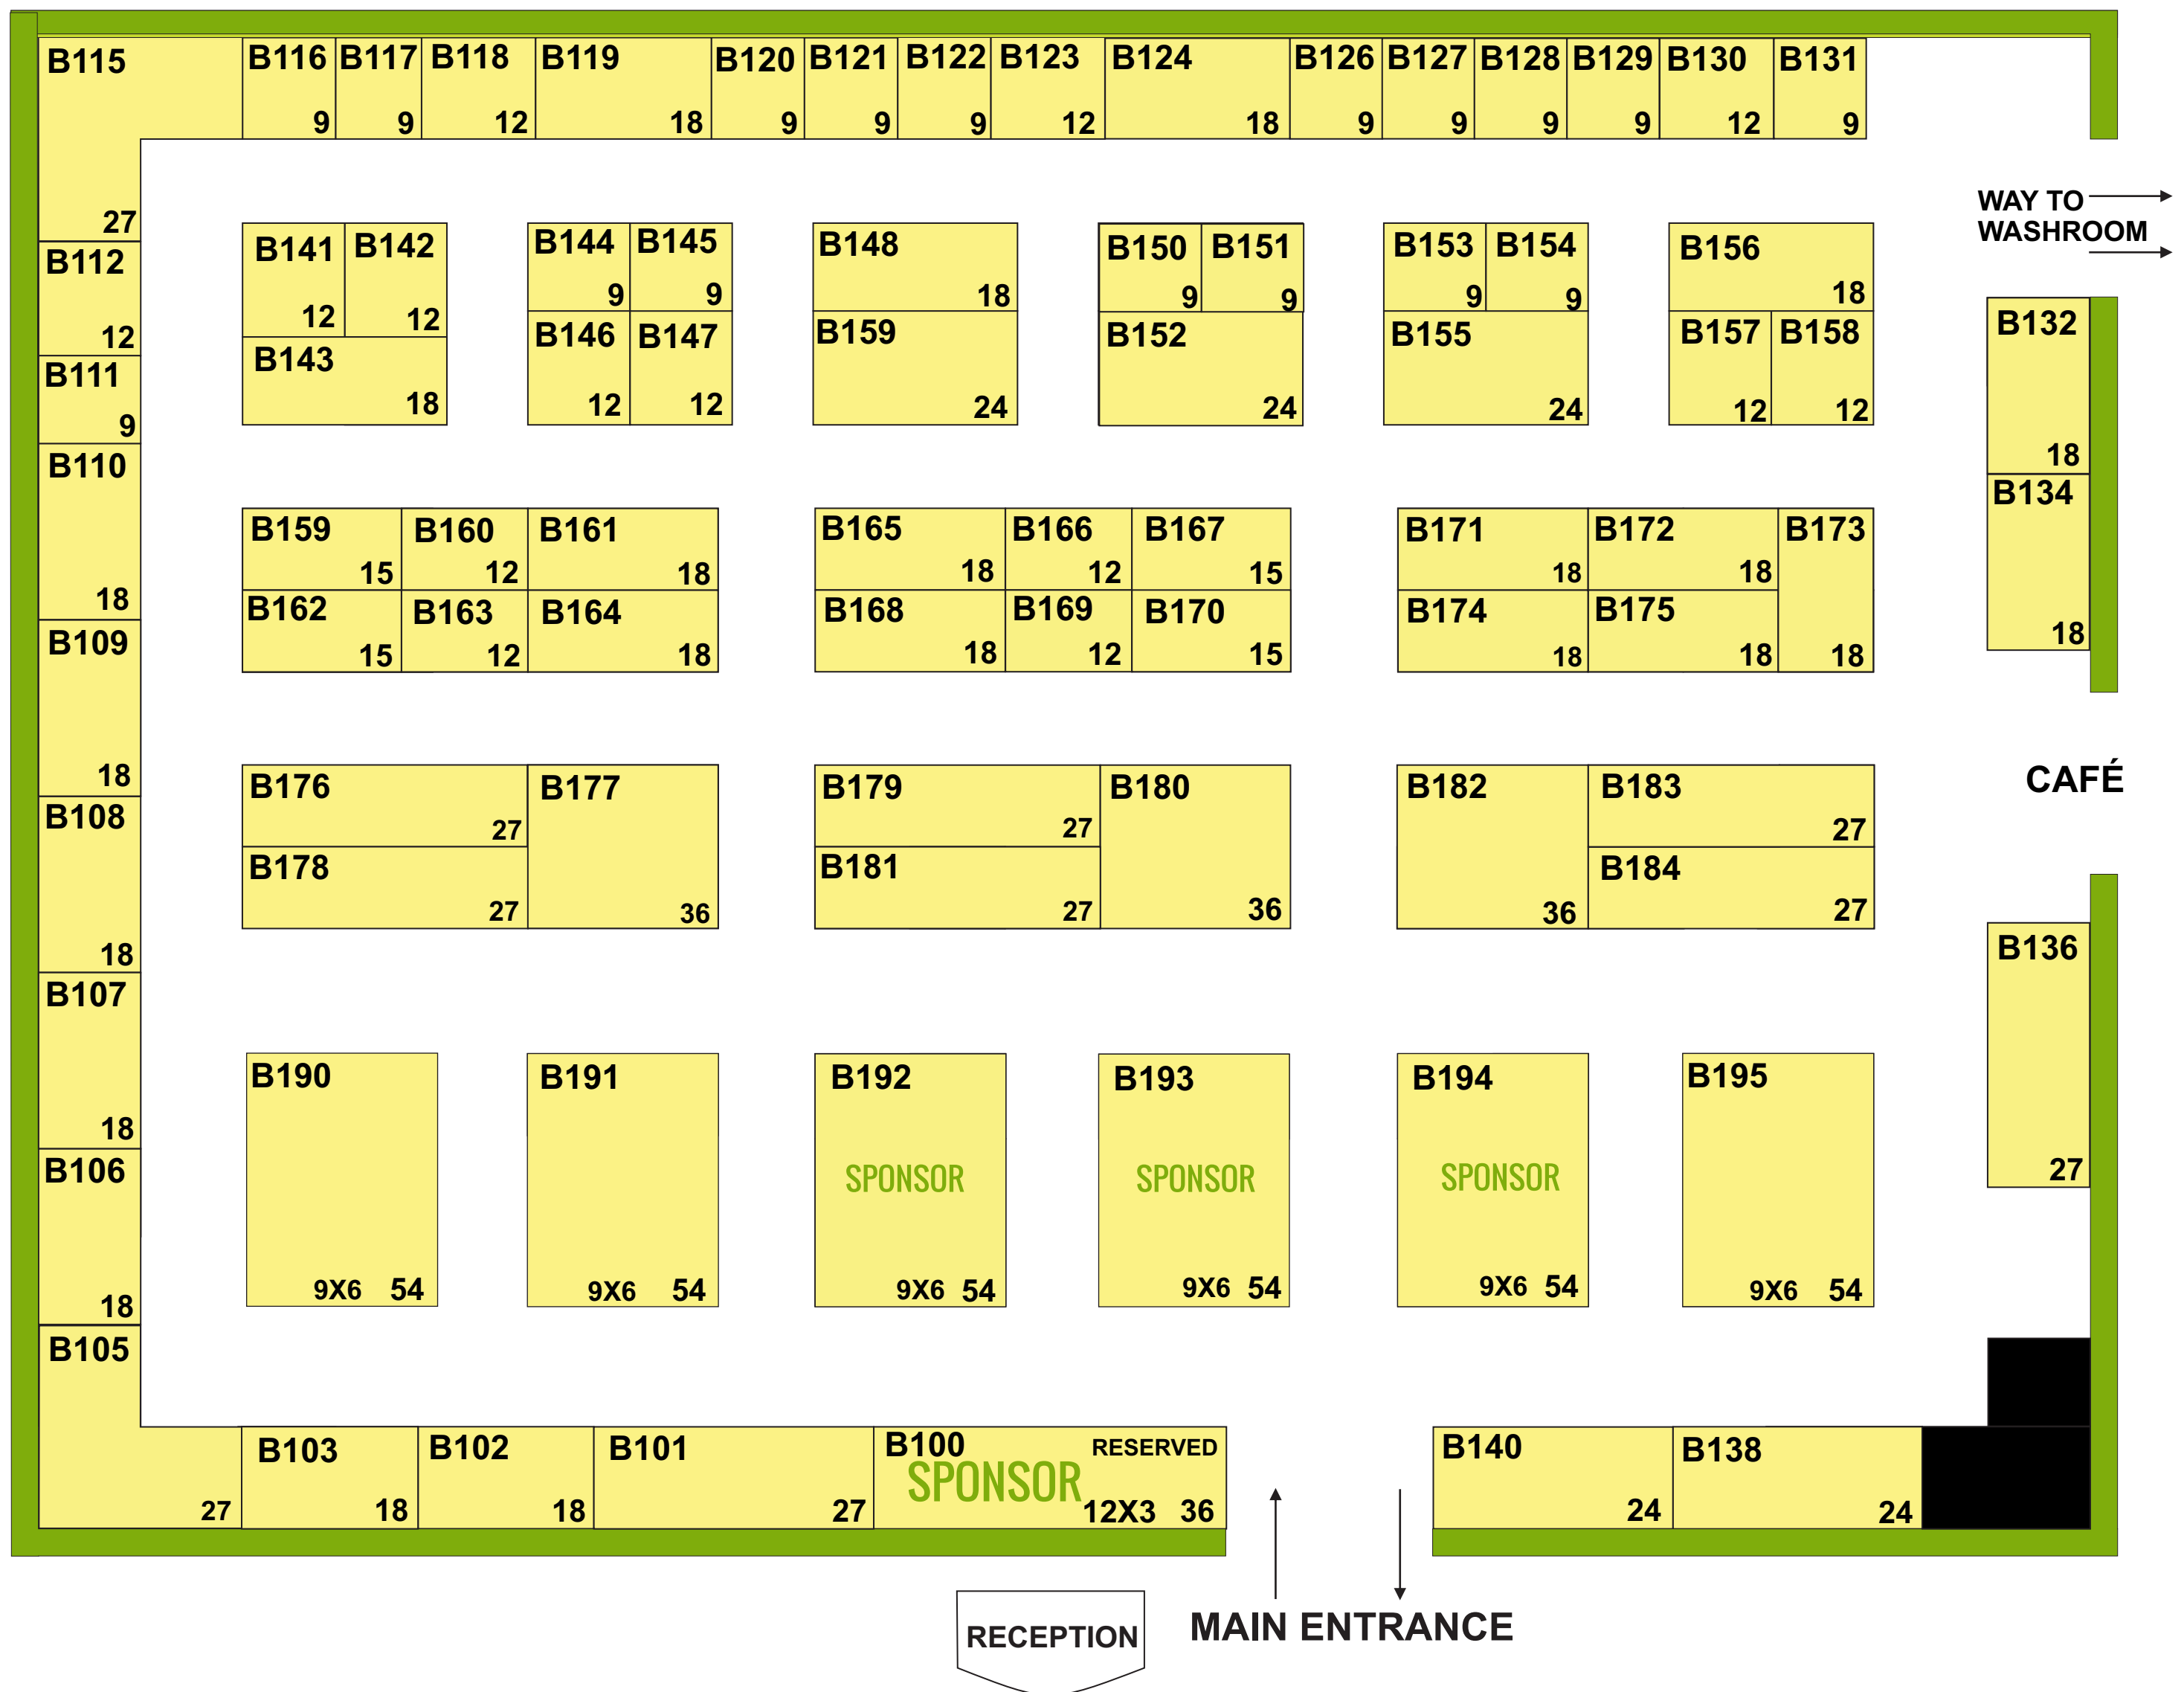 B115 B116 B117 B118 B119 B120 B121 B122 B123 B124 B126 B127 B128 B129 B130 B131
9 9 12 18 9 9 9 12 18 9 9 9 9 12 9
27
WAY TO
WASHROOM
B112
12
B111
9
B110
18
B109
18
B108
18
B107
18
B106
18
B105
27
B141 B142 B144 B145 B148 B150 B151 B153 B154 B156
12 12 9 9 18 9 9 9 9 18
B143 B146 B147 B159 B152 B155 B157 B158
18 12 12 24 24 24 12 12
B132
18
B134
18
B159 B160 B161 B165 B166 B167 B171 B172 B173
15 12 18 18 12 15 18 18
B162 B163 B164 B168 B169 B170 B174 B175
15 12 18 18 12 15 18 18 18
CAFÉ
B176 B177 B179 B180 B182 B183
27 27 27
B178 B181 B184
27 36 27 36 36 27
B136
27
B190 B191 B192 B193 B194 B195
SPONSOR SPONSOR SPONSOR
9X6 54 9X6 54 9X6 54 9X6 54 9X6 54 9X6 54
B103 B102 B101 B100 RESERVED B140 B138
SPONSOR
18 18 27 12X3 36 24 24
RECEPTION MAIN ENTRANCE